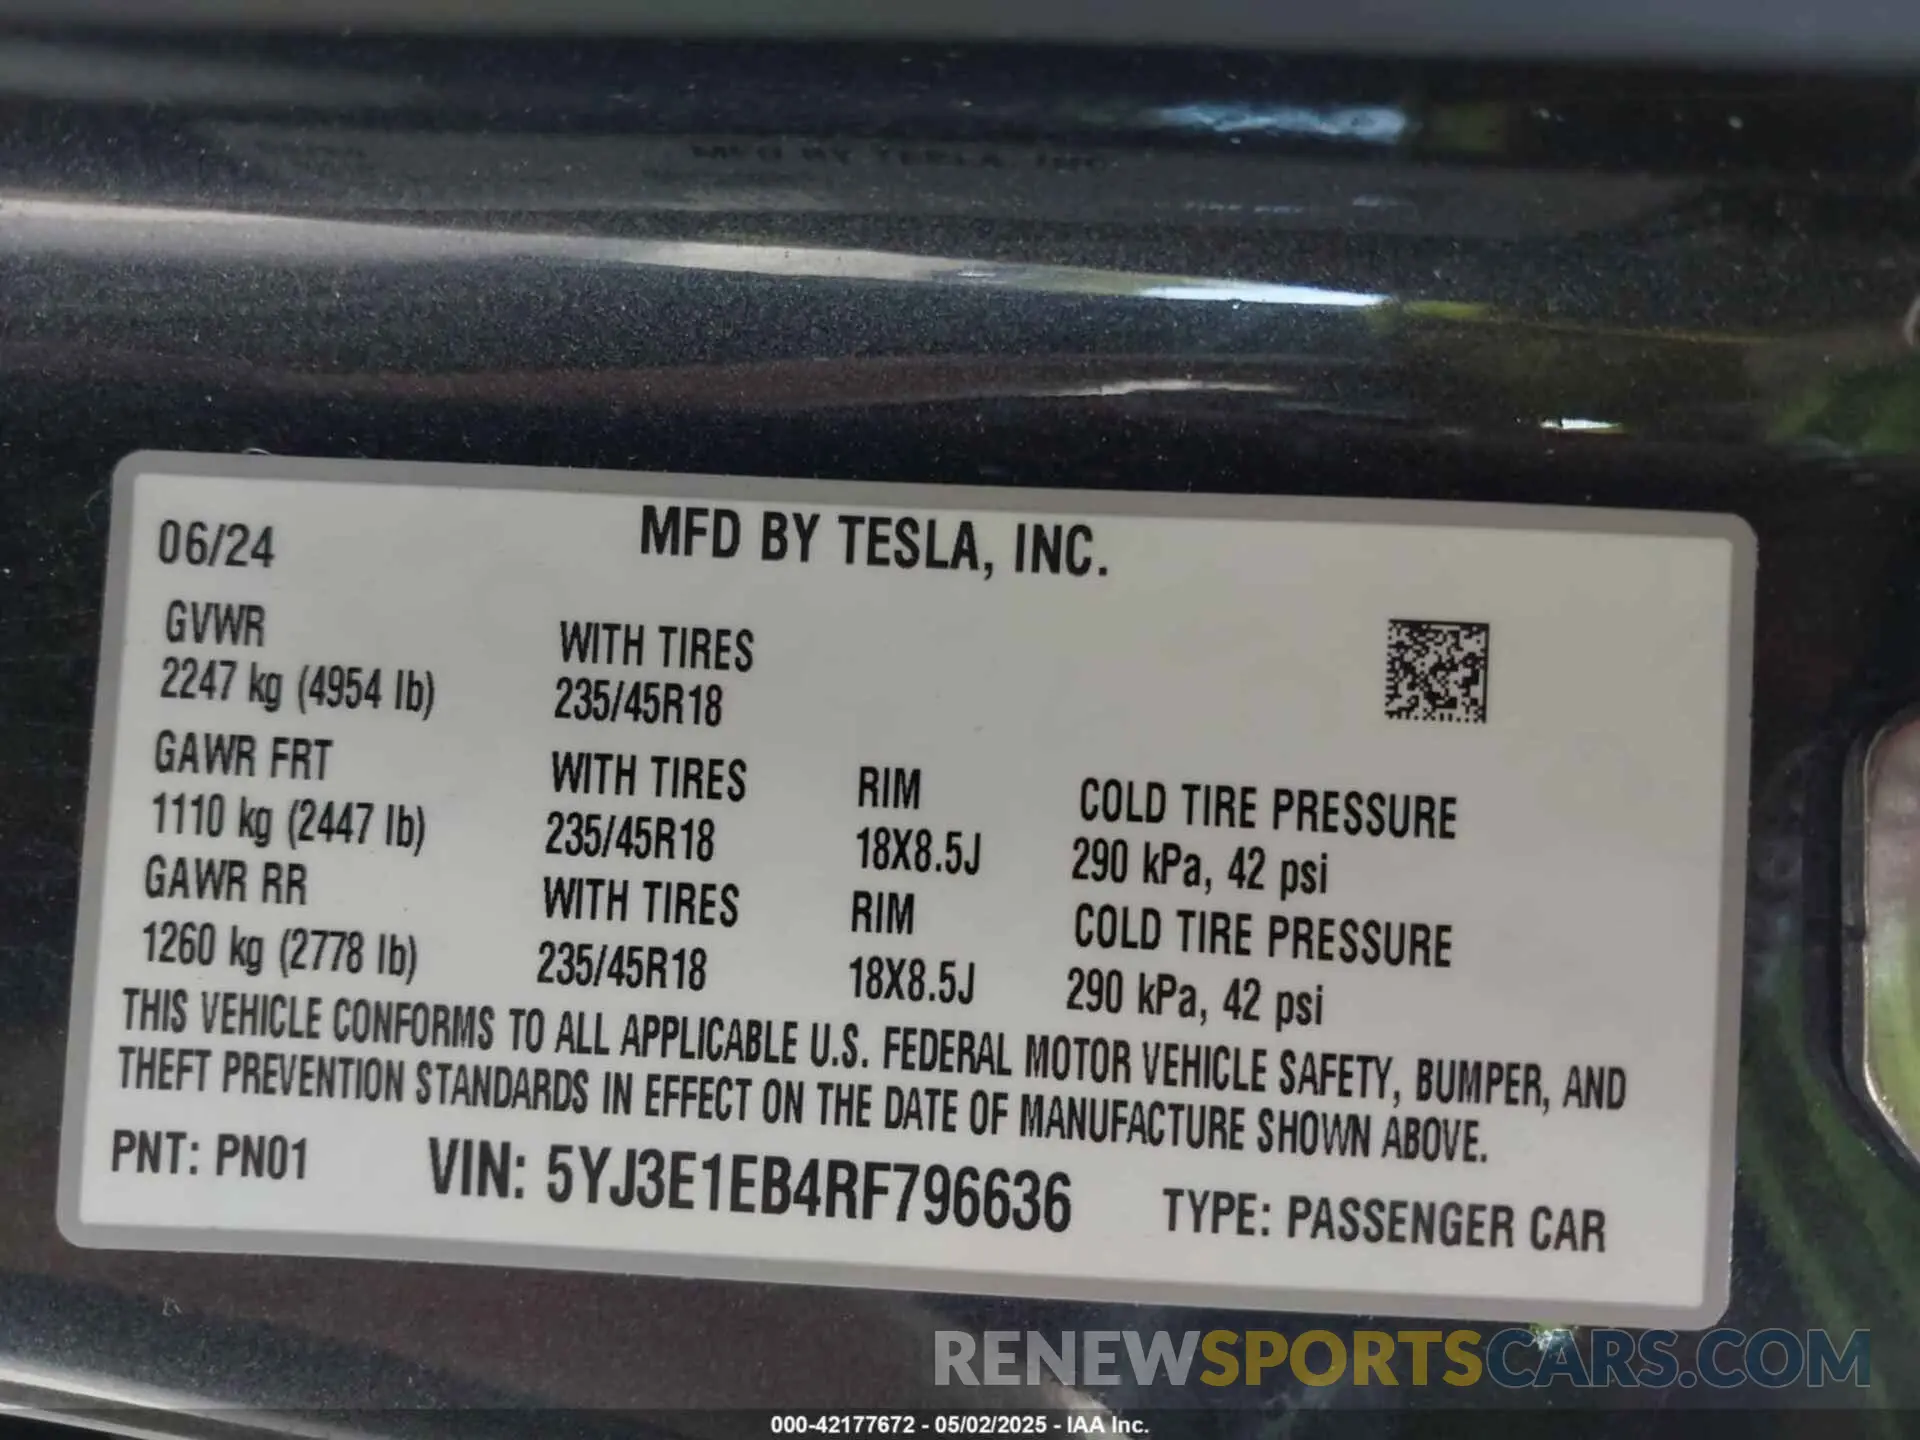 06/24 MFD BY TESLA, INC.
GVWR WITH TIRES
2247 kg (4954 lb) 235/45R18
GAWR FRT WITH TIRES RIM COLD TIRE PRESSURE
1110 kg (2447 lb) 235/45R18 18X8.5J 290 kPa, 42 psi
GAWR RR WITH TIRES RIM COLD TIRE PRESSURE
1260 kg (2778 lb) 235/45R18 18X8.5J 290 kPa, 42 psi
THIS VEHICLE CONFORMS TO ALL APPLICABLE U.S. FEDERAL MOTOR VEHICLE SAFETY, BUMPER, AND
THEFT PREVENTION STANDARDS IN EFFECT ON THE DATE OF MANUFACTURE SHOWN ABOVE.
PNT: PN01 VIN: 5YJ3E1EB4RF796636 TYPE: PASSENGER CAR
RENEWSPORTSCARS.COM
000-42177672 - 05/02/2025 - IAA Inc.